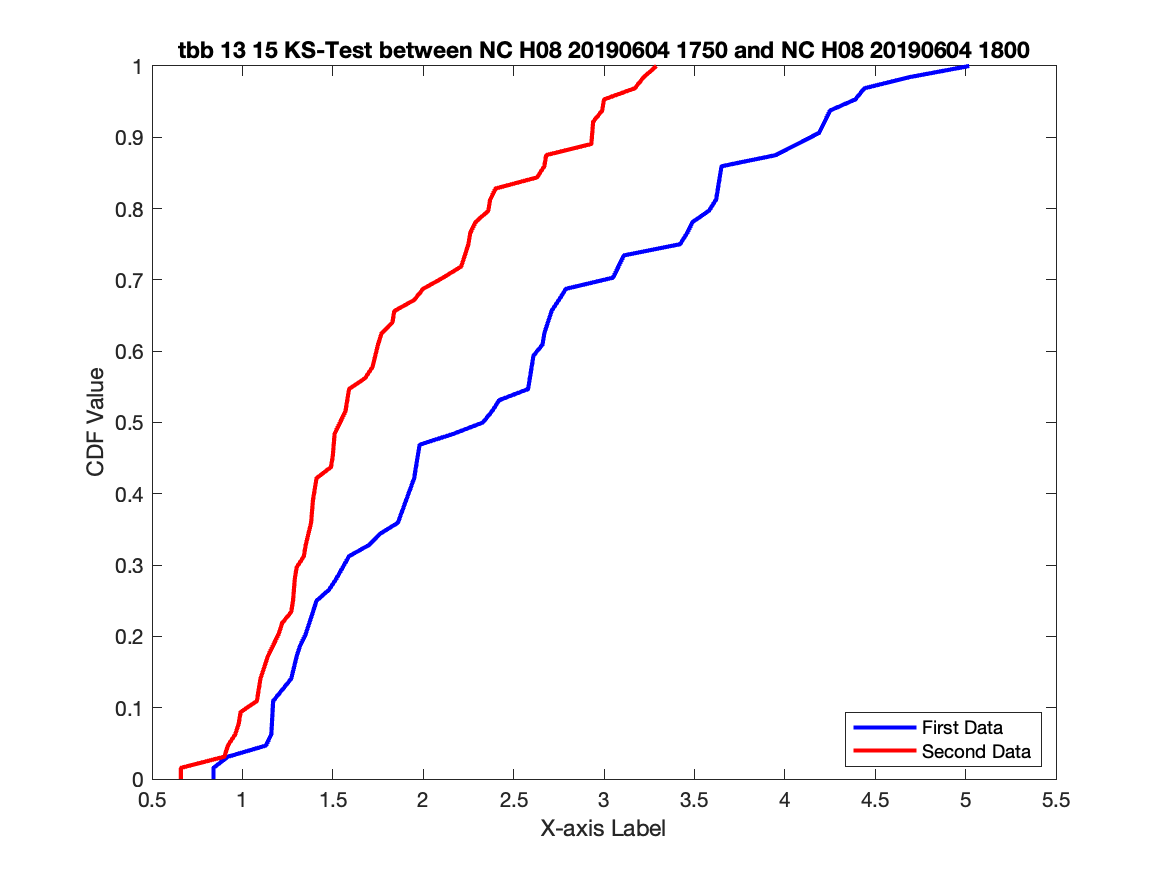 tbb 13 15 KS-Test between NC H08 20190604 1750 and NC H08 20190604 1800
1
0.9
0.8
0.7
0.6
0.5
0.4
0.3
0.2
0.1
0
CDF Value
First Data
Second Data
0.5 1 1.5 2 2.5 3 3.5 4 4.5 5 5.5
X-axis Label